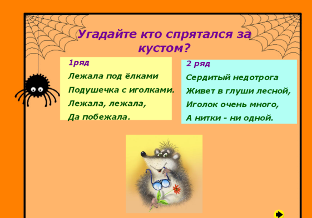 Угадайте кто спрятался за
кустом?
1ряд
Лежала под ёлками
Подушечка с иголками.
Лежала, лежала,
Да побежала.
2 ряд
Сердитый недотрога
Живет в глуши лесной,
Иголок очень много,
А нитки - ни одной.